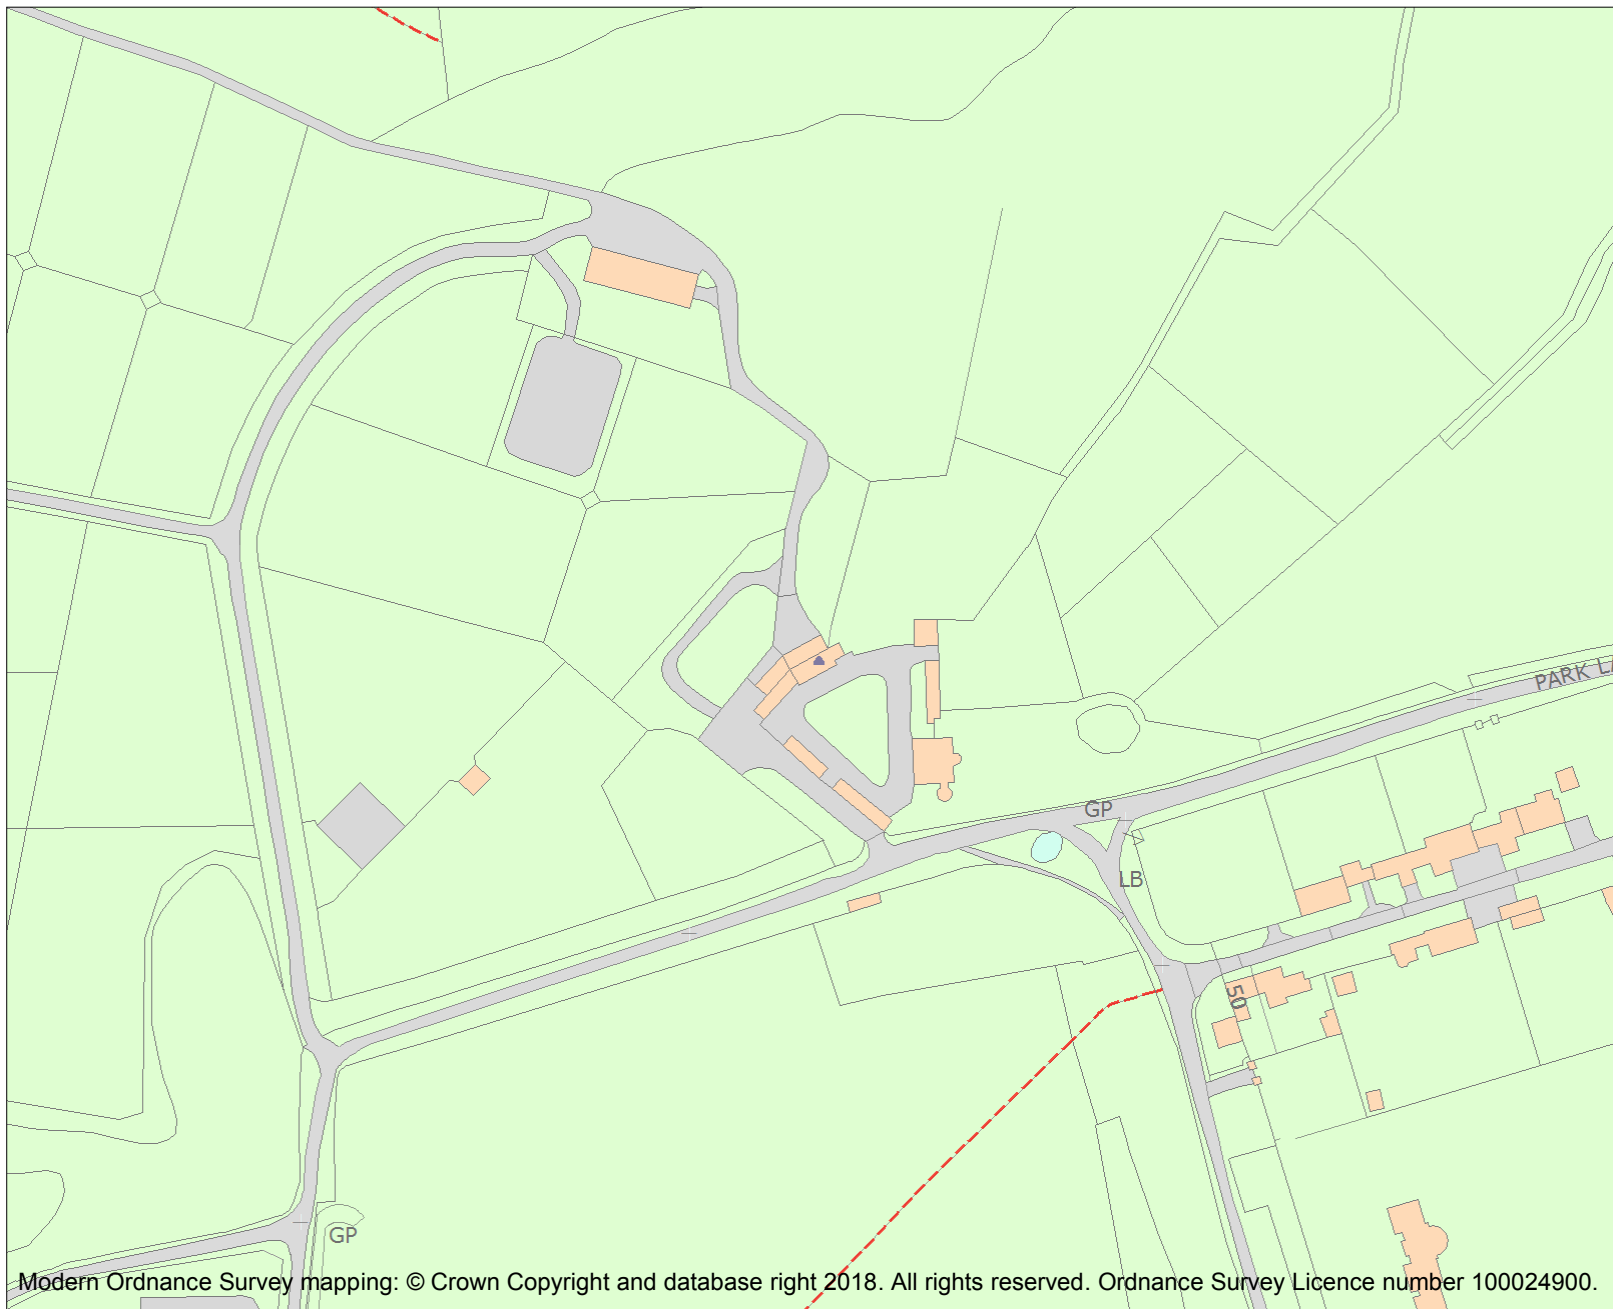 PARK LA
GP
LB
50
GP
Modern Ordnance Survey mapping: © Crown Copyright and database right 2018. All rights reserved. Ordnance Survey Licence number 100024900.